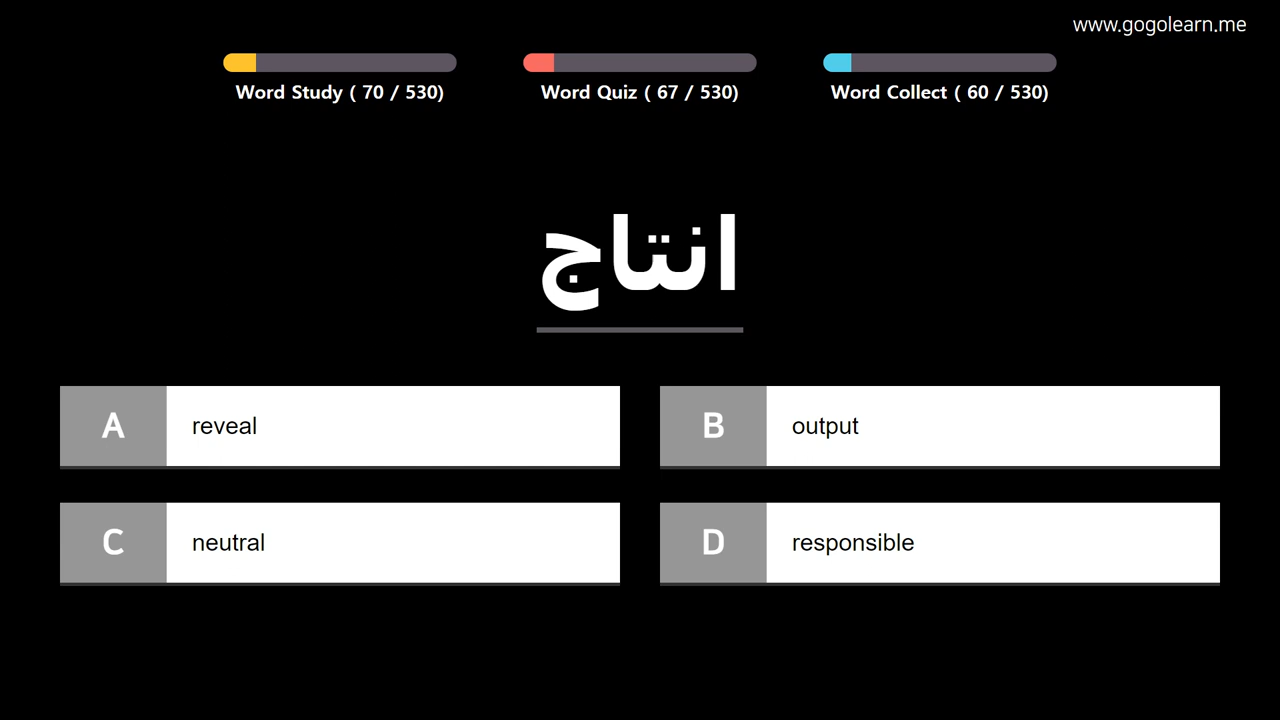 www.gogolearn.me
Word Study ( 70 / 530)
Word Quiz ( 67 / 530)
Word Collect ( 60 / 530)
انتاج
A reveal
B output
C neutral
D responsible